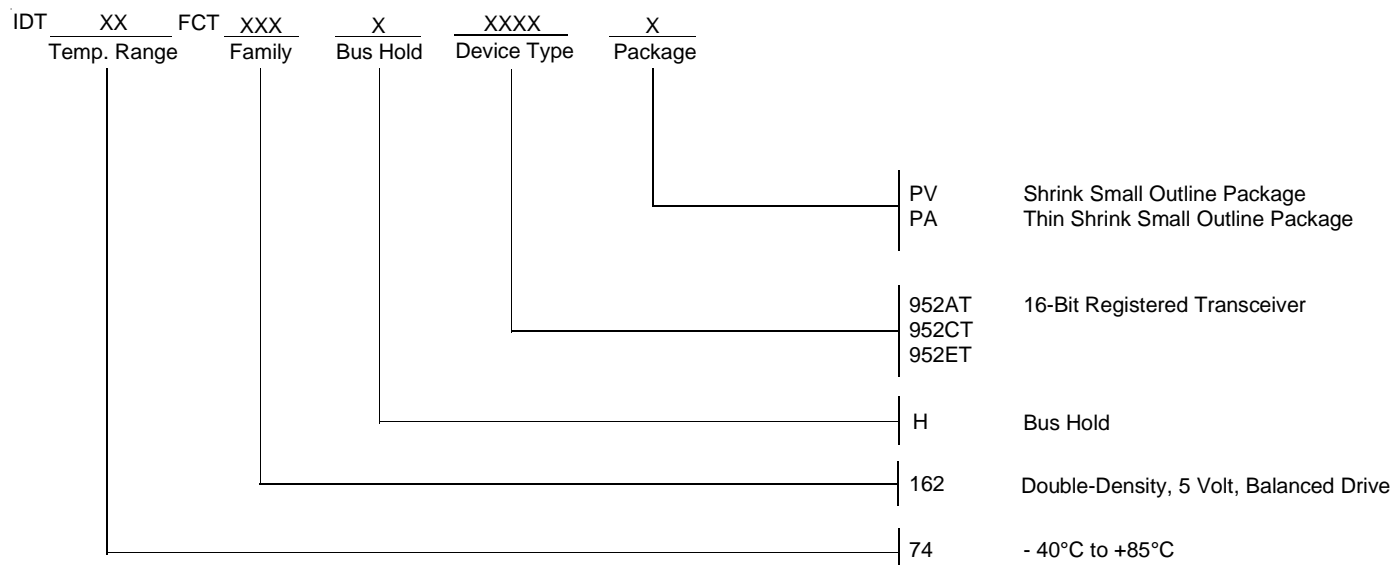 IDT XX FCT XXX X XXXX X
Temp. Range Family Bus Hold Device Type Package
PV Shrink Small Outline Package
PA Thin Shrink Small Outline Package
952AT 16-Bit Registered Transceiver
952CT
952ET
H Bus Hold
162 Double-Density, 5 Volt, Balanced Drive
74 - 40°C to +85°C